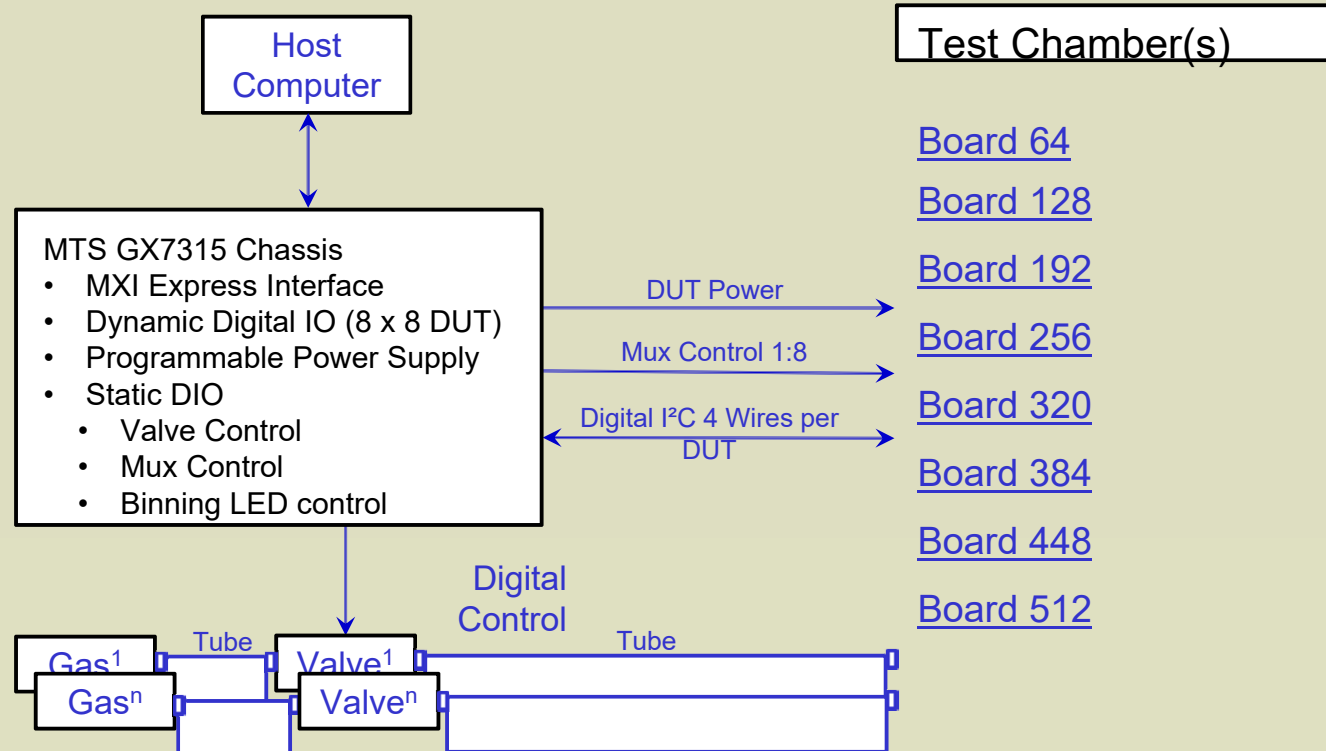 Host
Computer
Test Chamber(s)
Board 64
Board 128
Board 192
Board 256
Board 320
Board 384
Board 448
Board 512
MTS GX7315 Chassis
• MXI Express Interface
• Dynamic Digital IO (8 x 8 DUT)
• Programmable Power Supply
• Static DIO
• Valve Control
• Mux Control
• Binning LED control
DUT Power
Mux Control 1:8
Digital I²C 4 Wires per
DUT
Digital
Control
Gas¹
Tube
Valve¹
Tube
Gasⁿ
Valveⁿ